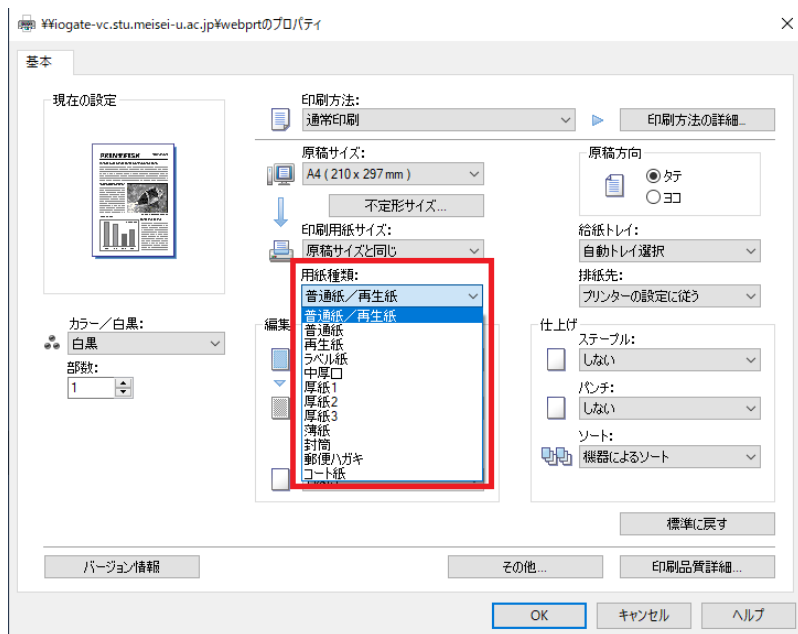 ¥¥iogate-vc.stu.meisei-u.ac.jp¥webprtのプロパティ
基本
現在の設定
印刷方法:
通常印刷
印刷方法の詳細...
原稿サイズ:
A4 ( 210 x 297 mm )
不定形サイズ...
原稿方向
タテ
ヨコ
印刷用紙サイズ:
原稿サイズと同じ
給紙トレイ:
自動トレイ選択
用紙種類:
普通紙/再生紙
排紙先:
プリンターの設定に従う
普通紙/再生紙
普通紙
再生紙
ラベル紙
中厚口
厚紙1
厚紙2
厚紙3
薄紙
封筒
郵便ハガキ
コート紙
カラー/白黒:
白黒
部数:
1
編集
仕上げ
ステープル:
しない
パンチ:
しない
ソート:
機器によるソート
標準に戻す
バージョン情報
その他...
印刷品質詳細...
OK
キャンセル
ヘルプ